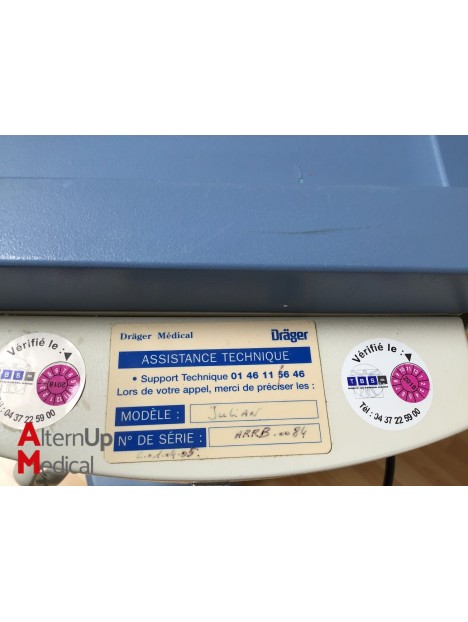 Dräger Médical Dräger
ASSISTANCE TECHNIQUE
• Support Technique 01 46 11 56 46
Lors de votre appel, merci de préciser les :
MODÈLE : Julian
N° DE SÉRIE : ARRB-0084
Vérifié le :
2018
Tél : 04 37 22 59 00
Vérifié le :
TBS
Tél : 04 37 22 59 00
AlternUp
Medical